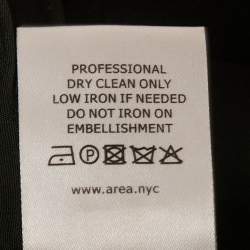 PROFESSIONAL
DRY CLEAN ONLY
LOW IRON IF NEEDED
DO NOT IRON ON
EMBELLISHMENT
P
www.area.nyc